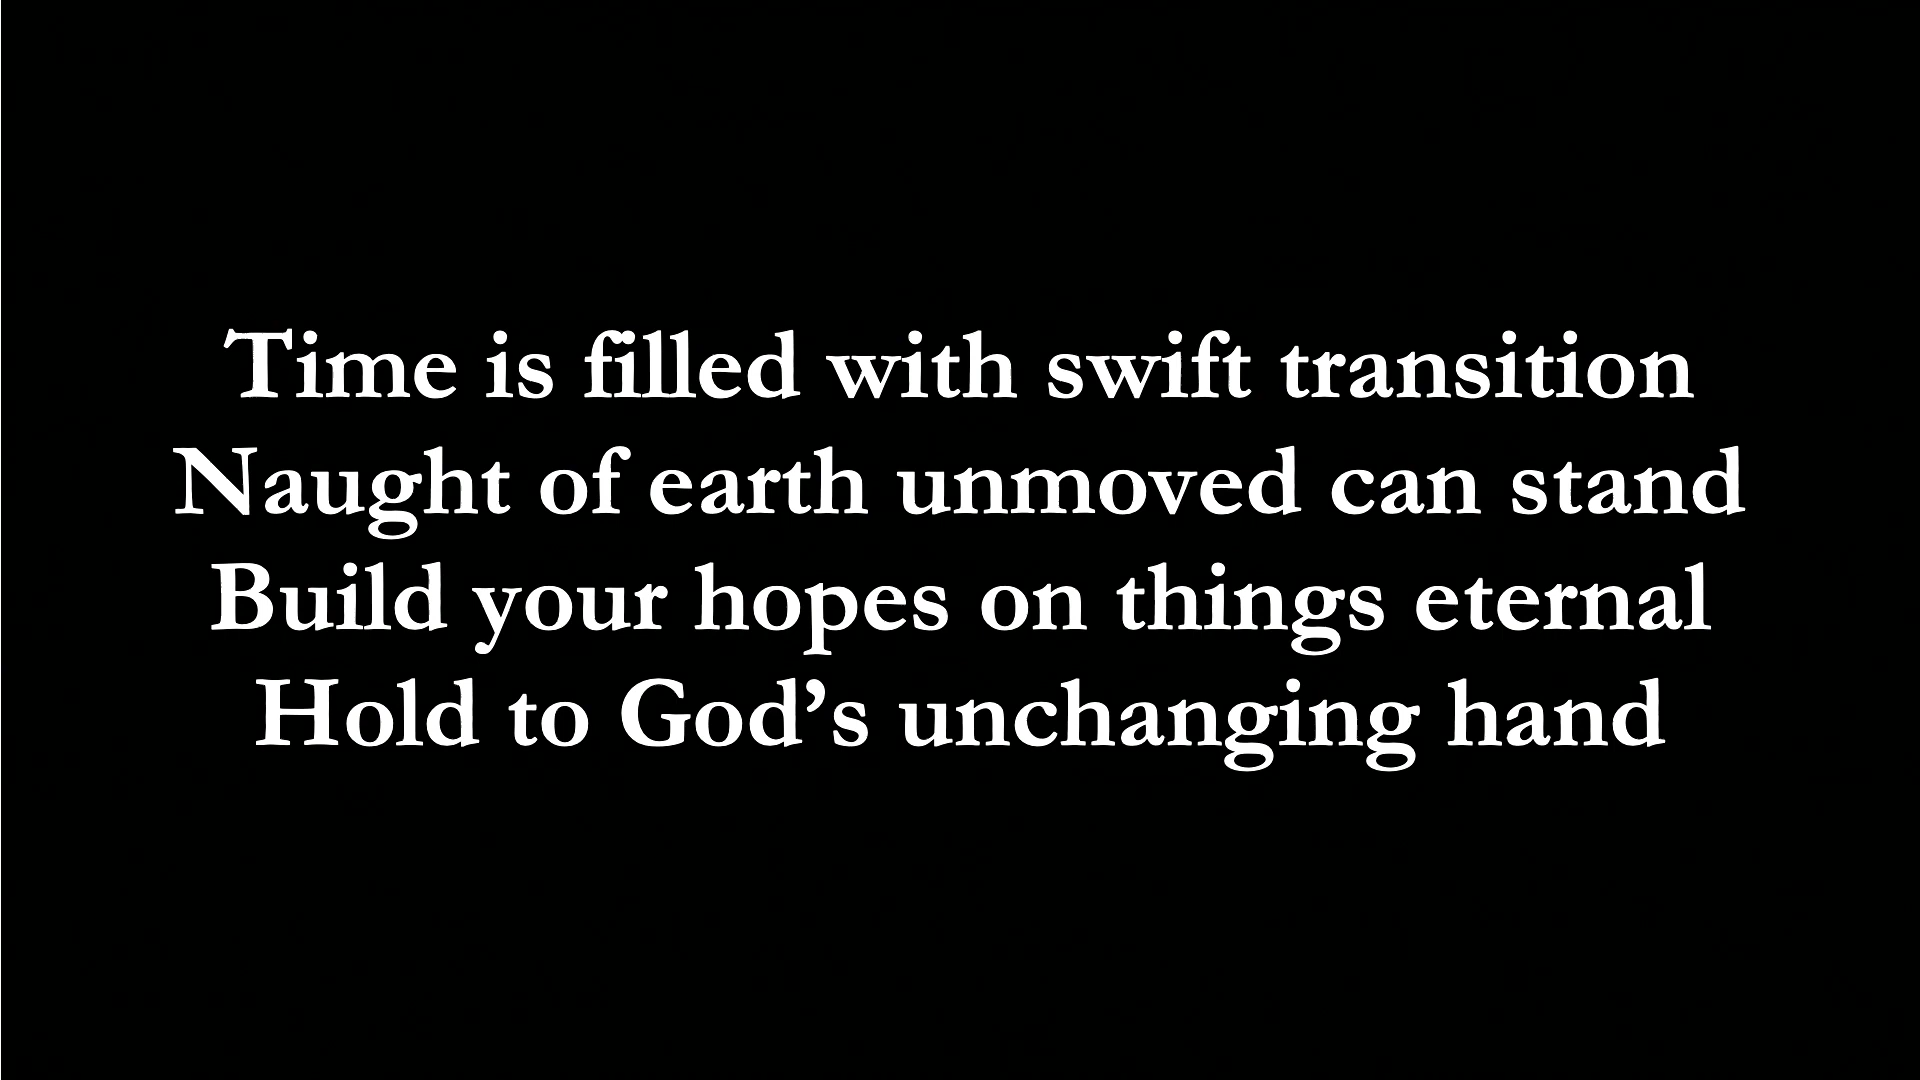 Time is filled with swift transition
Naught of earth unmoved can stand
Build your hopes on things eternal
Hold to God’s unchanging hand